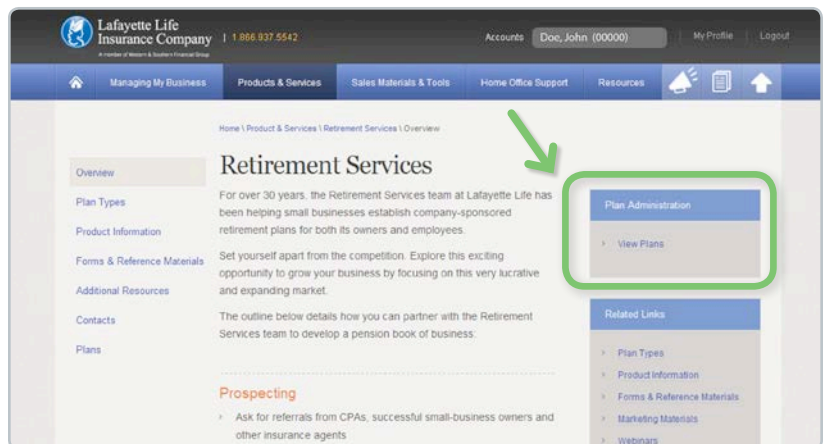 Lafayette Life
Insurance Company
A member of Western & Southern Financial Group
| 1.866.937.5542
Accounts Doe, John (00000) My Profile Logout
Managing My Business Products & Services Sales Materials & Tools Home Office Support Resources
Home \ Product & Services \ Retirement Services \ Overview
Overview
Plan Types
Product Information
Forms & Reference Materials
Additional Resources
Contacts
Plans
Retirement Services
For over 30 years, the Retirement Services team at Lafayette Life has
been helping small businesses establish company-sponsored
retirement plans for both its owners and employees.
Set yourself apart from the competition. Explore this exciting
opportunity to grow your business by focusing on this very lucrative
and expanding market.
The outline below details how you can partner with the Retirement
Services team to develop a pension book of business:
Prospecting
Ask for referrals from CPAs, successful small-business owners and
other insurance agents
Plan Administration
View Plans
Related Links
Plan Types
Product Information
Forms & Reference Materials
Marketing Materials
Webinars